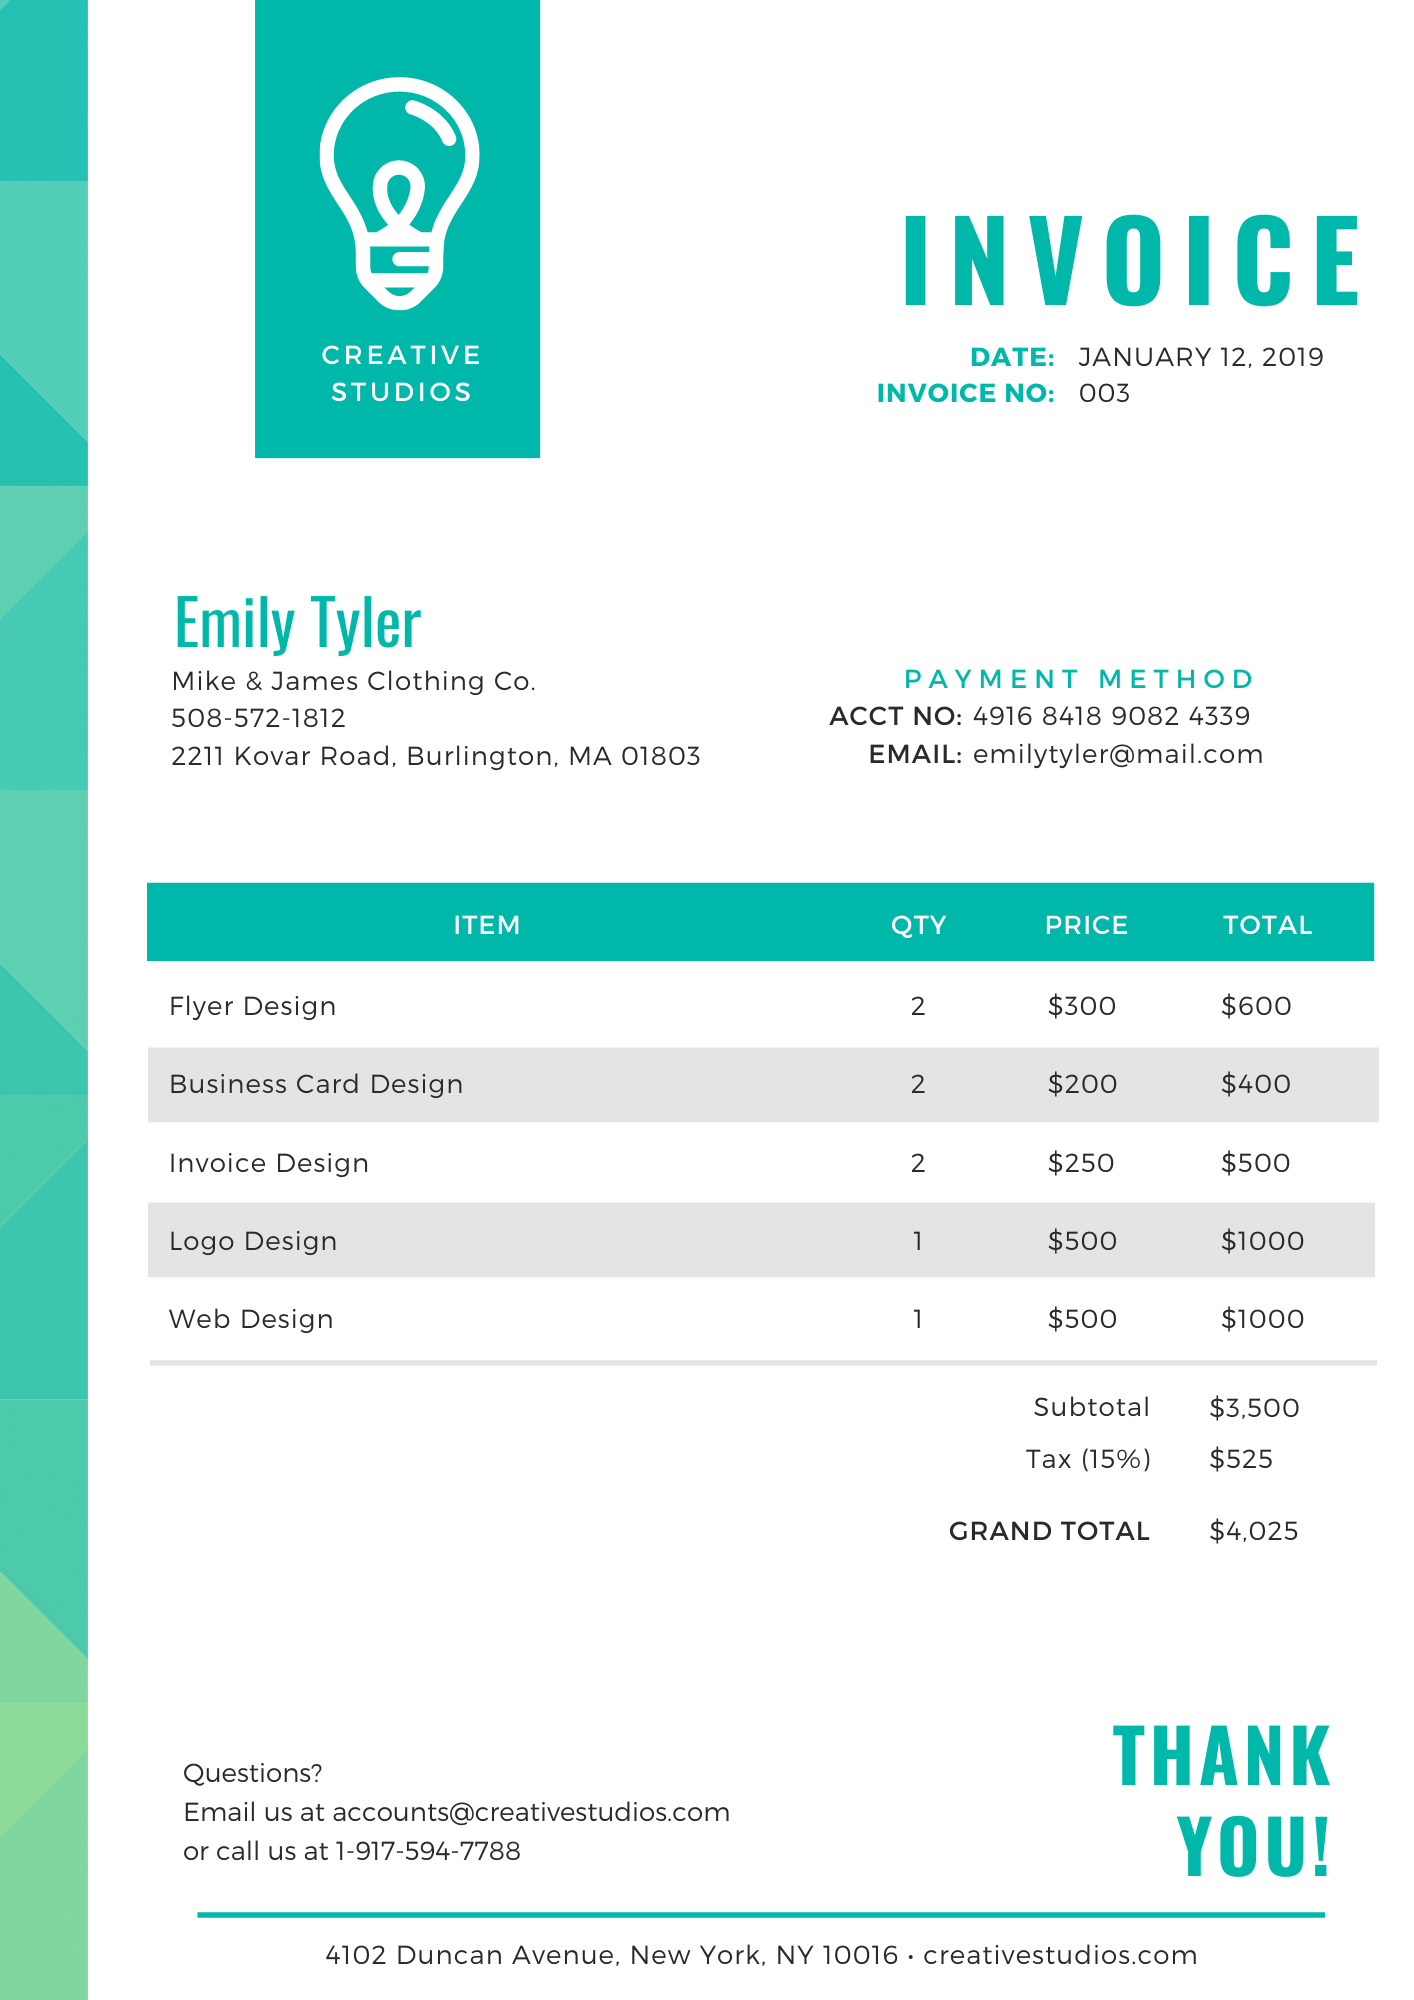 CREATIVE
STUDIOS
INVOICE
DATE: JANUARY 12, 2019
INVOICE NO: 003
Emily Tyler
Mike & James Clothing Co.
508-572-1812
2211 Kovar Road, Burlington, MA 01803
PAYMENT METHOD
ACCT NO: 4916 8418 9082 4339
EMAIL: emilytyler@mail.com
ITEM QTY PRICE TOTAL
Flyer Design 2 $300 $600
Business Card Design 2 $200 $400
Invoice Design 2 $250 $500
Logo Design 1 $500 $1000
Web Design 1 $500 $1000
Subtotal $3,500
Tax (15%) $525
GRAND TOTAL $4,025
Questions?
Email us at accounts@creativestudios.com
or call us at 1-917-594-7788
THANK
YOU!
4102 Duncan Avenue, New York, NY 10016 • creativestudios.com